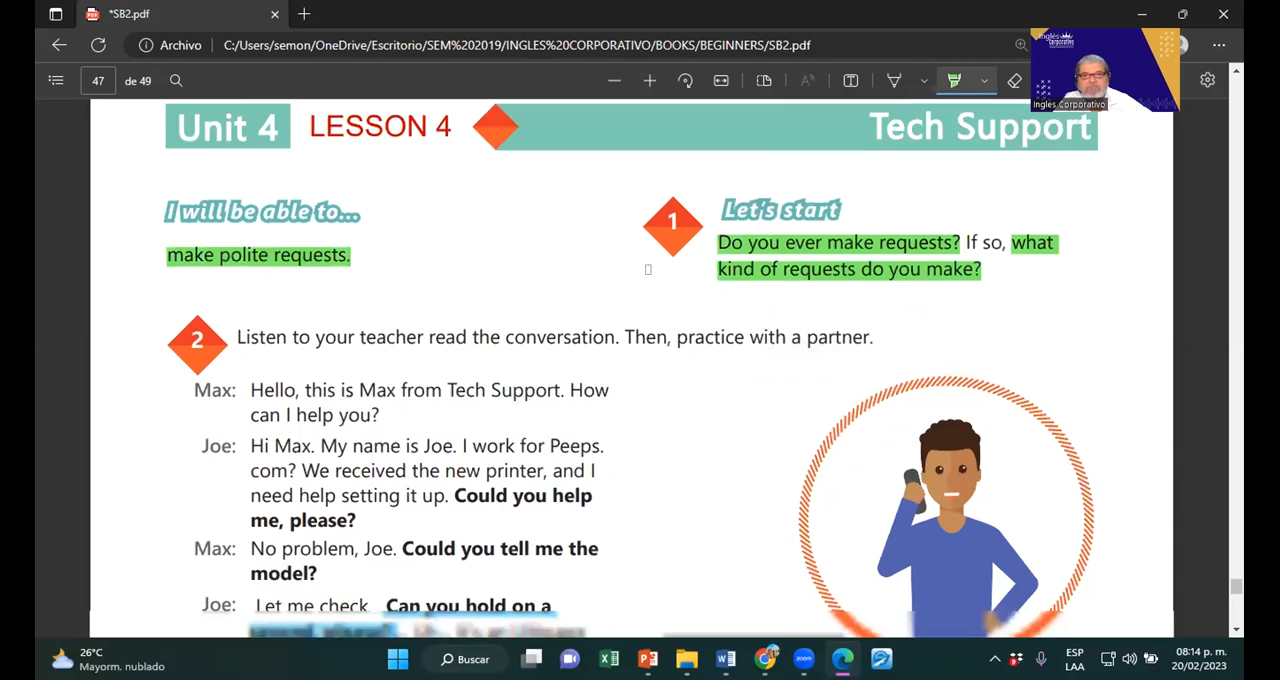 *SB2.pdf
Archivo
C:/Users/semon/OneDrive/Escritorio/SEM%202019/INGLES%20CORPORATIVO/BOOKS/BEGINNERS/SB2.pdf
47
de 49
Inglés Corporativo
Ingles Corporativo
Unit 4 LESSON 4
Tech Support
I will be able to...
make polite requests.
1
Let's start
Do you ever make requests? If so, what
kind of requests do you make?
2
Listen to your teacher read the conversation. Then, practice with a partner.
Max: Hello, this is Max from Tech Support. How
can I help you?
Joe: Hi Max. My name is Joe. I work for Peeps.
com? We received the new printer, and I
need help setting it up. Could you help
me, please?
Max: No problem, Joe. Could you tell me the
model?
Joe: Let me check. Can you hold on a
26°C
Mayorm. nublado
Buscar
zoom
ESP
LAA
08:14 p. m.
20/02/2023